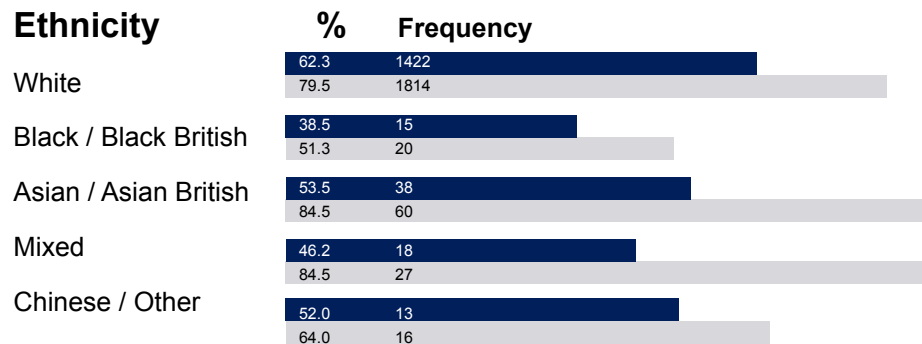 Ethnicity % Frequency
62.3 1422
White
79.5 1814
38.5 15
Black / Black British
51.3 20
Asian / Asian British 53.5 38
84.5 60
Mixed 46.2 18
84.5 27
Chinese / Other 52.0 13
64.0 16